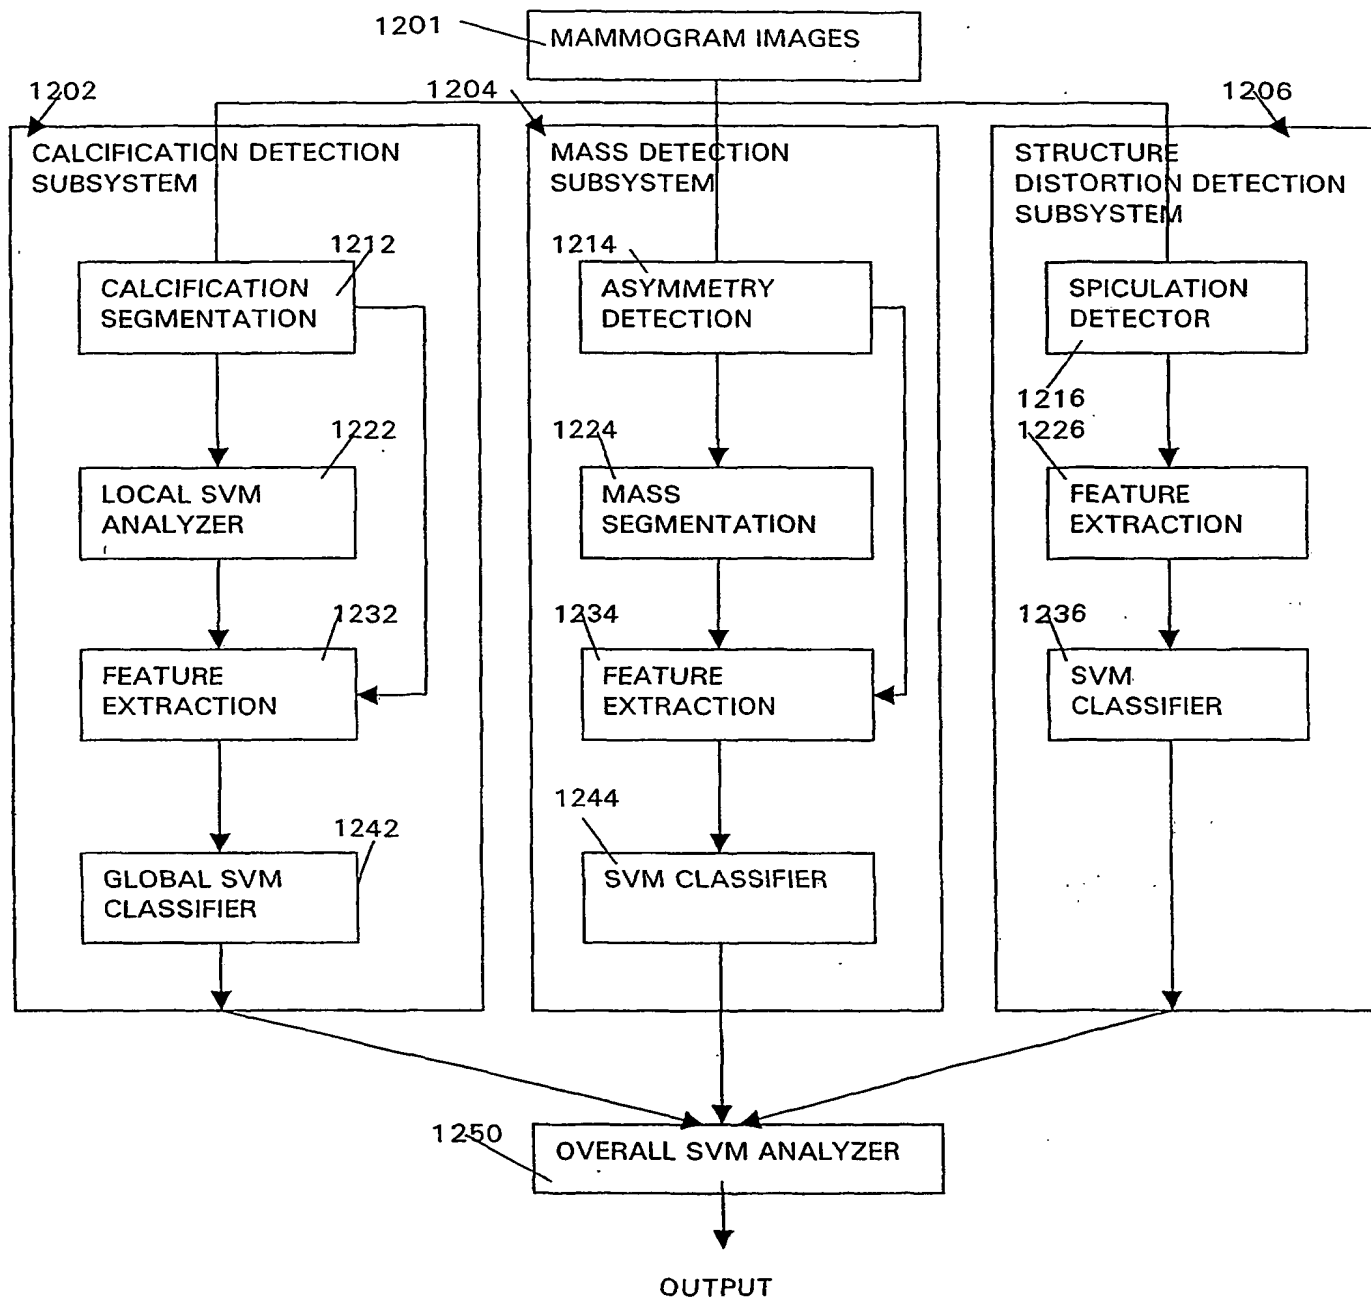 1201
MAMMOGRAM IMAGES
1202
1204
1206
CALCIFICATION DETECTION
SUBSYSTEM
MASS DETECTION
SUBSYSTEM
STRUCTURE
DISTORTION DETECTION
SUBSYSTEM
1212
CALCIFICATION
SEGMENTATION
1214
ASYMMETRY
DETECTION
SPICULATION
DETECTOR
1216
1222
LOCAL SVM
ANALYZER
1224
MASS
SEGMENTATION
1226
FEATURE
EXTRACTION
1232
FEATURE
EXTRACTION
1234
FEATURE
EXTRACTION
1236
SVM
CLASSIFIER
1242
GLOBAL SVM
CLASSIFIER
1244
SVM CLASSIFIER
1250
OVERALL SVM ANALYZER
OUTPUT